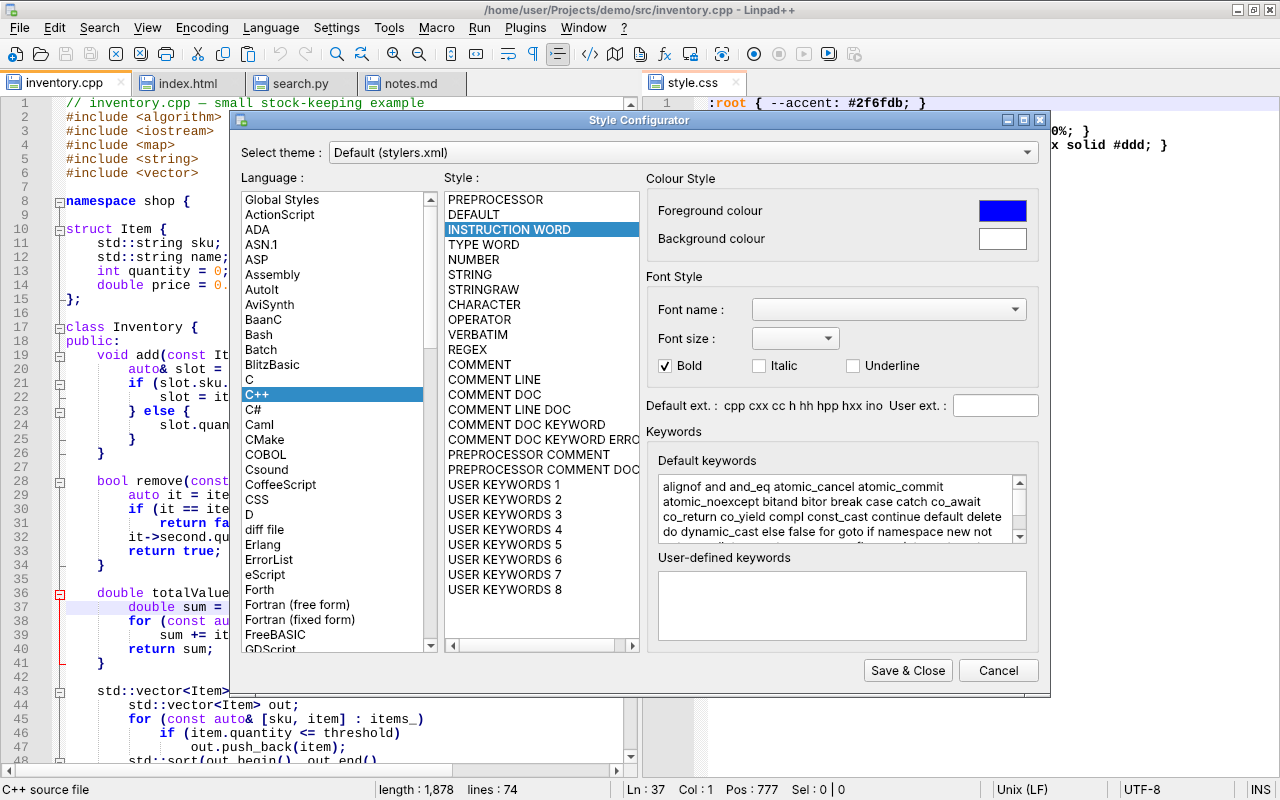 /home/user/Projects/demo/src/inventory.cpp - Linpad++
File Edit Search View Encoding Language Settings Tools Macro Run Plugins Window ?
inventory.cpp index.html search.py notes.md style.css
Style Configurator
Select theme : Default (stylers.xml)
Language :
Global Styles
ActionScript
ADA
ASN.1
ASP
Assembly
AutoIt
AviSynth
BaanC
Bash
Batch
BlitzBasic
C
C++
C#
Caml
CMake
COBOL
Csound
CoffeeScript
CSS
D
diff file
Erlang
ErrorList
eScript
Forth
Fortran (free form)
Fortran (fixed form)
FreeBASIC
GDScript
Style :
PREPROCESSOR
DEFAULT
INSTRUCTION WORD
TYPE WORD
NUMBER
STRING
STRINGRAW
CHARACTER
OPERATOR
VERBATIM
REGEX
COMMENT
COMMENT LINE
COMMENT DOC
COMMENT LINE DOC
COMMENT DOC KEYWORD
COMMENT DOC KEYWORD ERRO
PREPROCESSOR COMMENT
PREPROCESSOR COMMENT DOC
USER KEYWORDS 1
USER KEYWORDS 2
USER KEYWORDS 3
USER KEYWORDS 4
USER KEYWORDS 5
USER KEYWORDS 6
USER KEYWORDS 7
USER KEYWORDS 8
Colour Style
Foreground colour
Background colour
Font Style
Font name :
Font size :
Bold Italic Underline
Default ext. : cpp cxx cc h hh hpp hxx ino User ext. :
Keywords
Default keywords
alignof and and_eq atomic_cancel atomic_commit
atomic_noexcept bitand bitor break case catch co_await
co_return co_yield compl const_cast continue default delete
do dynamic_cast else false for goto if namespace new not
User-defined keywords
Save & Close Cancel
1 // inventory.cpp — small stock-keeping example
2 #include <algorithm>
3 #include <iostream>
4 #include <map>
5 #include <string>
6 #include <vector>
7
8 namespace shop {
9
10 struct Item {
11 std::string sku;
12 std::string name;
13 int quantity = 0;
14 double price = 0.
15 };
16
17 class Inventory {
18 public:
19 void add(const It
20 auto& slot =
21 if (slot.sku.
22 slot = it
23 } else {
24 slot.quan
25 }
26 }
27
28 bool remove(const
29 auto it = ite
30 if (it == ite
31 return fa
32 it->second.qu
33 return true;
34 }
35
36 double totalValue
37 double sum =
38 for (const au
39 sum += it
40 return sum;
41 }
42
43 std::vector<Item>
44 std::vector<Item> out;
45 for (const auto& [sku, item] : items_)
46 if (item.quantity <= threshold)
47 out.push_back(item);
48 std::sort(out.begin(), out.end()
1 :root { --accent: #2f6fdb; }
0%; }
x solid #ddd; }
C++ source file length : 1,878 lines : 74 Ln : 37 Col : 1 Pos : 777 Sel : 0 | 0 Unix (LF) UTF-8 INS